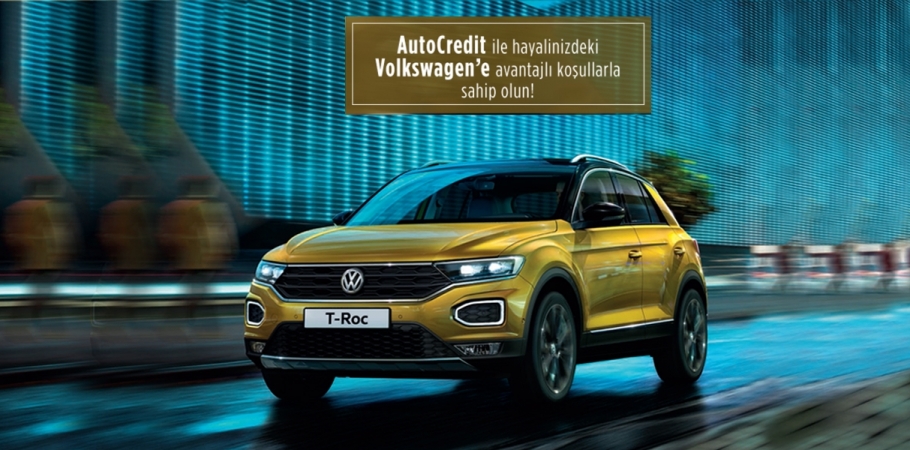 AutoCredit ile hayalinizdeki
Volkswagen'e avantajlı koşullarla
sahip olun!
T-Roc